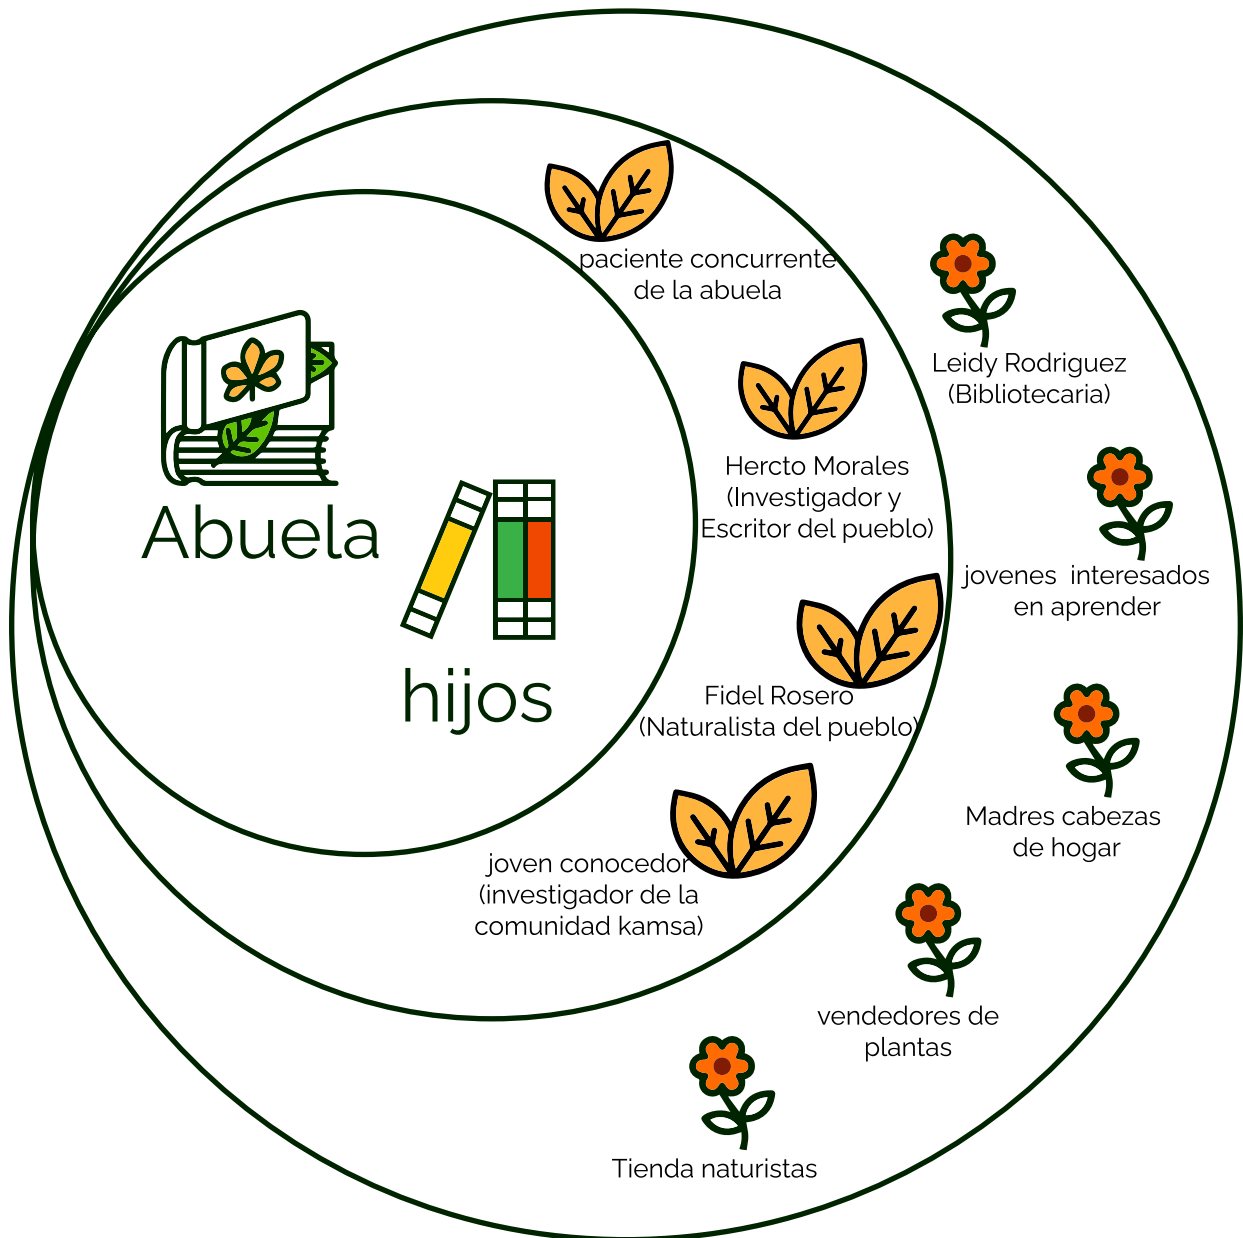 Abuela
hijos
paciente concurrente
de la abuela
Hercto Morales
(Investigador y
Escritor del pueblo)
Fidel Rosero
(Naturalista del pueblo)
joven conocedor
(investigador de la
comunidad kamsa)
Leidy Rodriguez
(Bibliotecaria)
jovenes interesados
en aprender
Madres cabezas
de hogar
vendedores de
plantas
Tienda naturistas